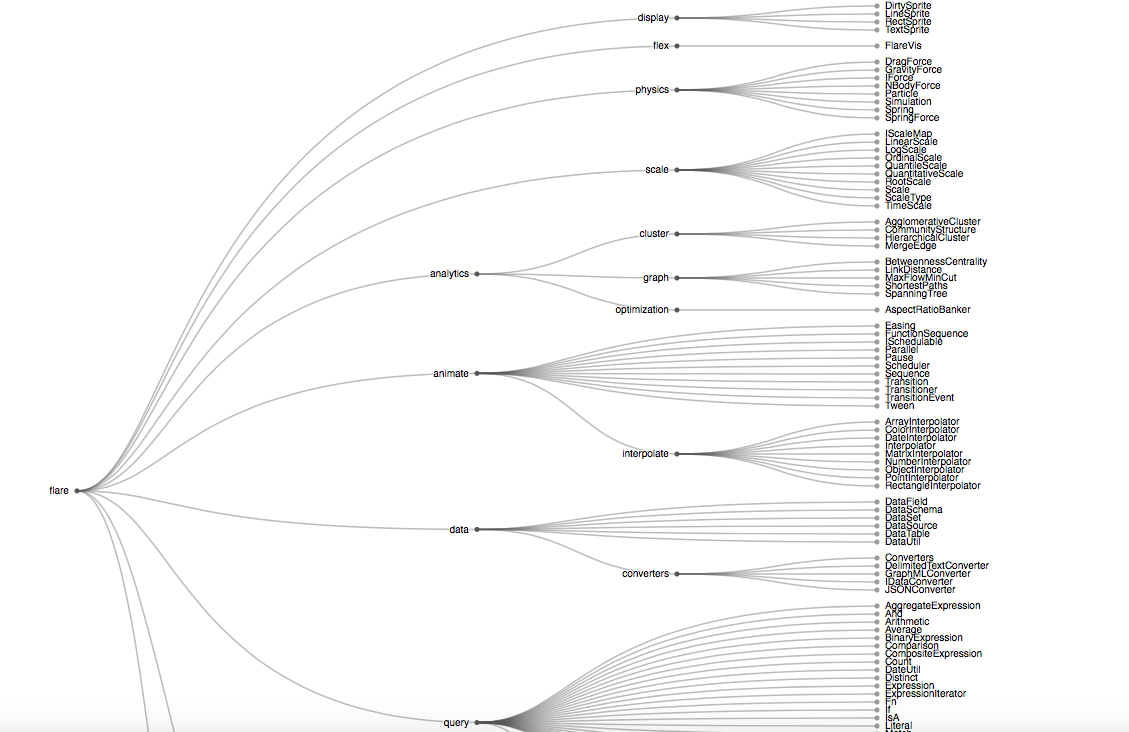 display
DirtySprite
LineSprite
RectSprite
TextSprite
flex
FlareVis
physics
DragForce
GravityForce
IForce
NBodyForce
Particle
Simulation
Spring
SpringForce
scale
IScaleMap
LinearScale
LogScale
OrdinalScale
QuantileScale
QuantitativeScale
RootScale
Scale
ScaleType
TimeScale
analytics
cluster
AgglomerativeCluster
CommunityStructure
HierarchicalCluster
MergeEdge
graph
BetweennessCentrality
LinkDistance
MaxFlowMinCut
ShortestPaths
SpanningTree
optimization
AspectRatioBanker
animate
Easing
FunctionSequence
ISchedulable
Parallel
Pause
Scheduler
Sequence
Transition
Transitioner
TransitionEvent
Tween
interpolate
ArrayInterpolator
ColorInterpolator
DateInterpolator
Interpolator
MatrixInterpolator
NumberInterpolator
ObjectInterpolator
PointInterpolator
RectangleInterpolator
flare
data
DataField
DataSchema
DataSet
DataSource
DataTable
DataUtil
converters
Converters
DelimitedTextConverter
GraphMLConverter
IDataConverter
JSONConverter
query
AggregateExpression
And
Arithmetic
Average
BinaryExpression
Comparison
CompositeExpression
Count
DateUtil
Distinct
Expression
ExpressionIterator
Fn
If
IsA
Literal